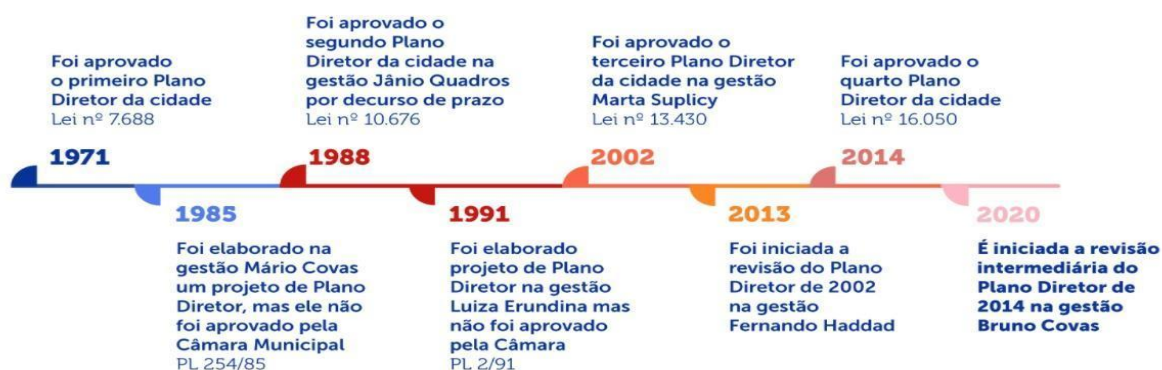 Foi aprovado
o primeiro Plano
Diretor da cidade
Lei nº 7.688
1971
1985
Foi elaborado na
gestão Mário Covas
um projeto de Plano
Diretor, mas ele não
foi aprovado pela
Câmara Municipal
PL 254/85
Foi aprovado o
segundo Plano
Diretor da cidade na
gestão Jânio Quadros
por decurso de prazo
Lei nº 10.676
1988
1991
Foi elaborado
projeto de Plano
Diretor na gestão
Luiza Erundina mas
não foi aprovado
pela Câmara
PL 2/91
Foi aprovado o
terceiro Plano Diretor
da cidade na gestão
Marta Suplicy
Lei nº 13.430
2002
2013
Foi iniciada a
revisão do Plano
Diretor de 2002
na gestão
Fernando Haddad
Foi aprovado o
quarto Plano
Diretor da cidade
Lei nº 16.050
2014
2020
É iniciada a revisão
intermediária do
Plano Diretor de
2014 na gestão
Bruno Covas